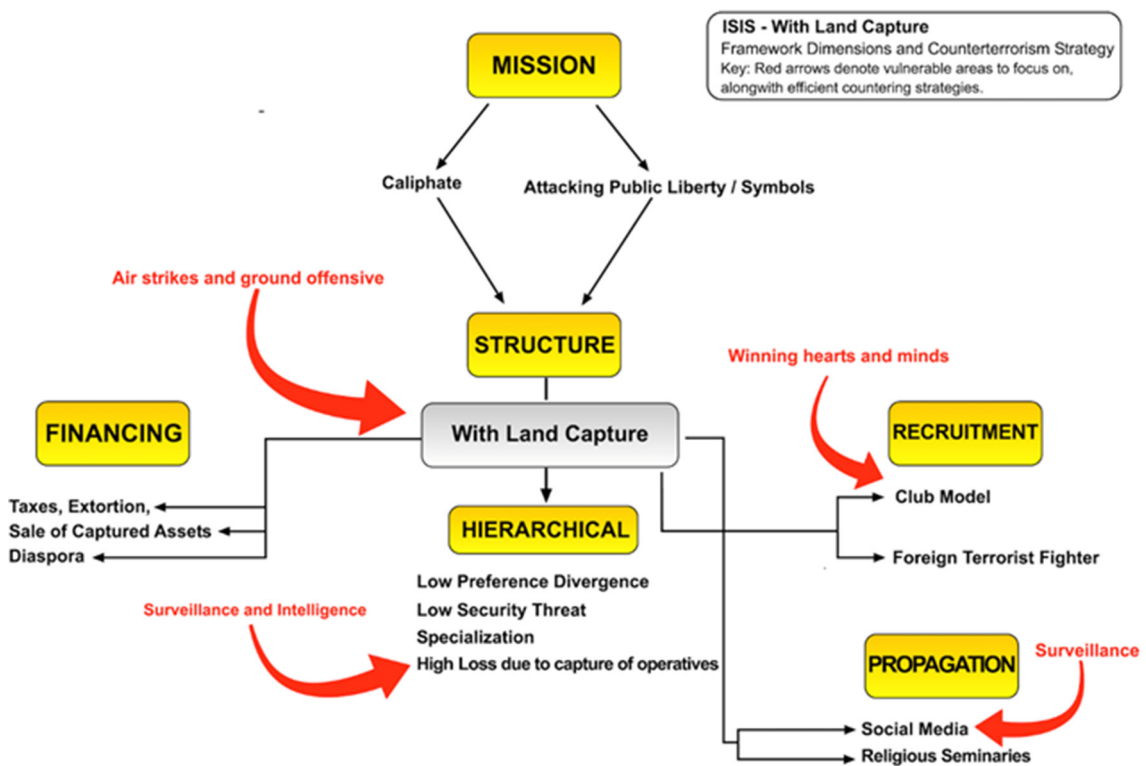 ISIS - With Land Capture
Framework Dimensions and Counterterrorism Strategy
Key: Red arrows denote vulnerable areas to focus on,
alongwith efficient countering strategies.
MISSION
Caliphate
Attacking Public Liberty / Symbols
Air strikes and ground offensive
STRUCTURE
Winning hearts and minds
FINANCING
With Land Capture
RECRUITMENT
Taxes, Extortion,
Sale of Captured Assets
Diaspora
HIERARCHICAL
Club Model
Foreign Terrorist Fighter
Low Preference Divergence
Low Security Threat
Specialization
High Loss due to capture of operatives
Surveillance and Intelligence
PROPAGATION
Surveillance
Social Media
Religious Seminaries